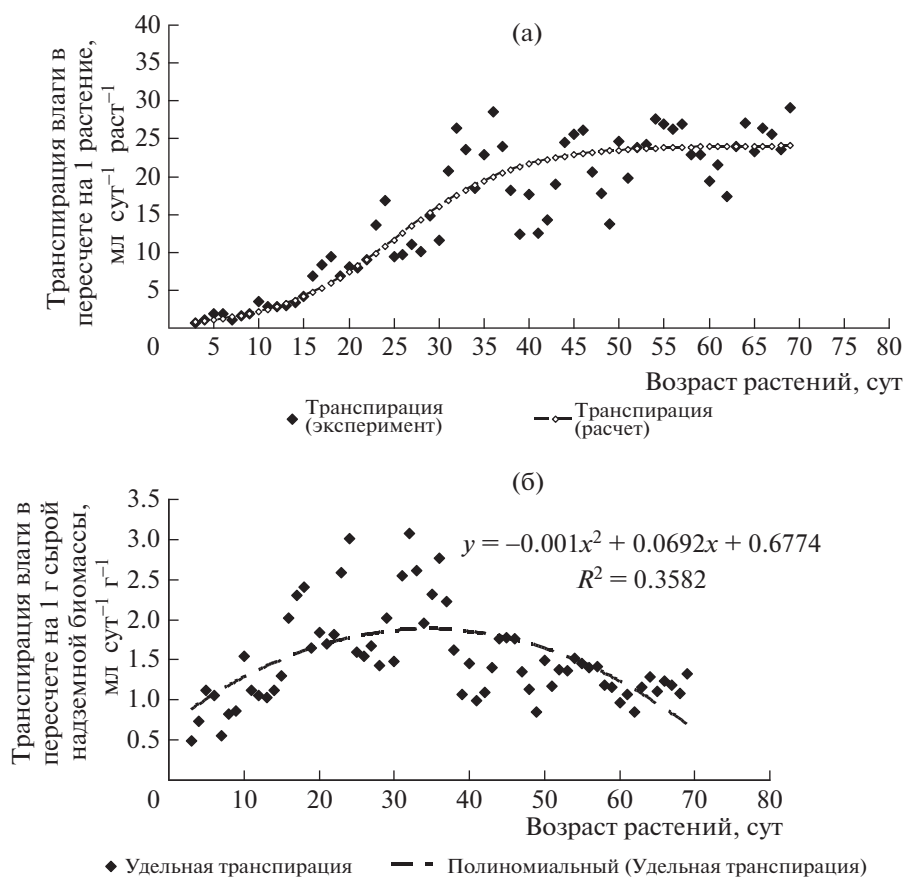 (а)
Транспирация влаги в
пересчете на 1 растение,
мл сут⁻¹ раст⁻¹
40
35
30
25
20
15
10
5
0 5 10 15 20 25 30 35 40 45 50 55 60 65 70 75 80
Возраст растений, сут
Транспирация
(эксперимент)
Транспирация
(расчет)
(б)
Транспирация влаги в
пересчете на 1 г сырой
надземной биомассы,
мл сут⁻¹ г⁻¹
3.5
3.0
2.5
2.0
1.5
1.0
0.5
y = –0.001x² + 0.0692x + 0.6774
R² = 0.3582
0 10 20 30 40 50 60 70 80
Возраст растений, сут
Удельная транспирация
Полиномиальный (Удельная транспирация)